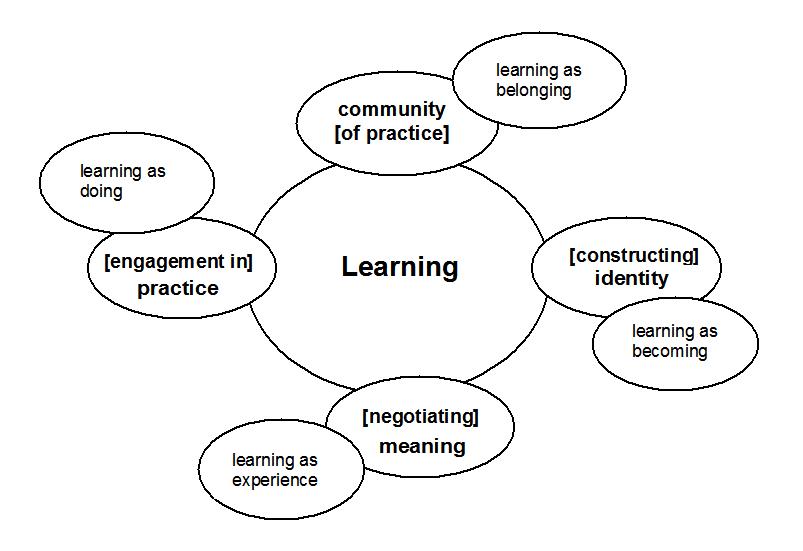 learning as
belonging
community
[of practice]
learning as
doing
[engagement in]
practice
Learning
[constructing]
identity
learning as
becoming
[negotiating]
meaning
learning as
experience